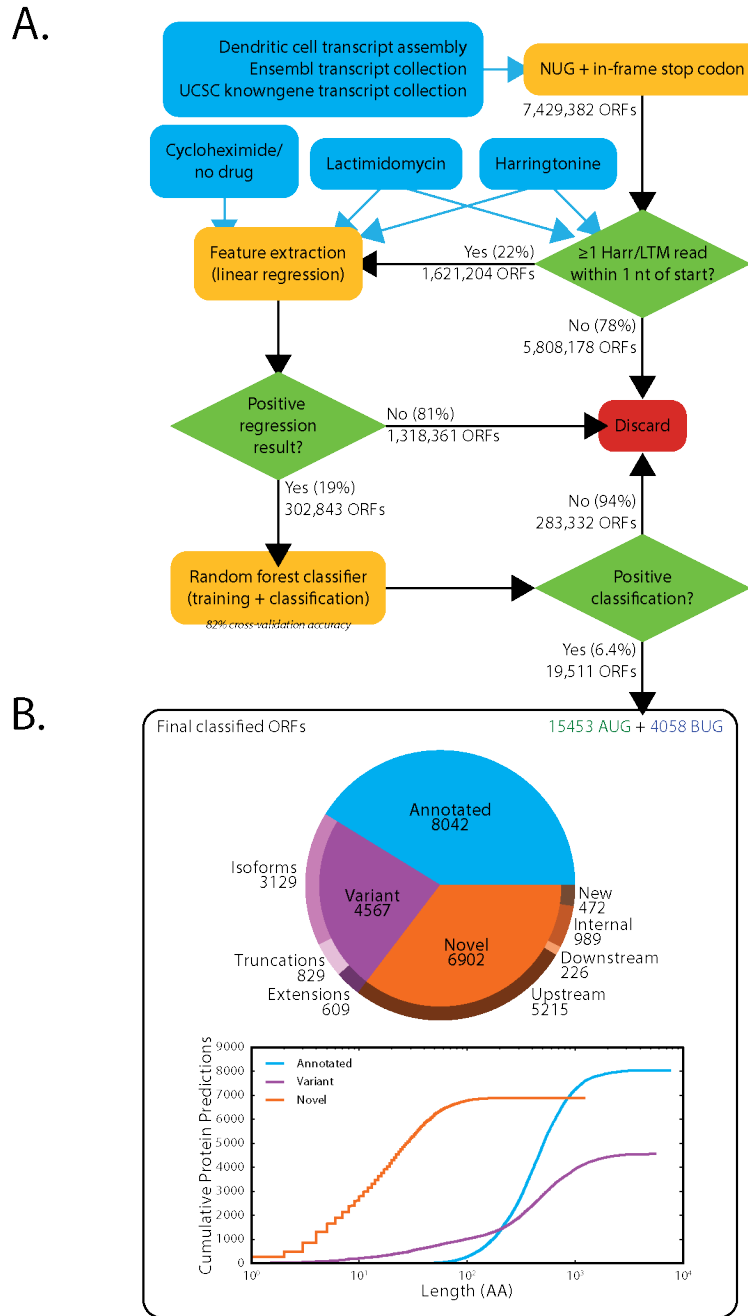 A.
Dendritic cell transcript assembly
Ensembl transcript collection
UCSC knowngene transcript collection
NUG + in-frame stop codon
7,429,382 ORFs
Cycloheximide/
no drug
Lactimidomycin
Harringtonine
Feature extraction
(linear regression)
Yes (22%)
1,621,204 ORFs
≥1 Harr/LTM read
within 1 nt of start?
No (78%)
5,808,178 ORFs
Positive
regression
result?
No (81%)
1,318,361 ORFs
Discard
Yes (19%)
302,843 ORFs
No (94%)
283,332 ORFs
Random forest classifier
(training + classification)
82% cross-validation accuracy
Positive
classification?
Yes (6.4%)
19,511 ORFs
B.
Final classified ORFs
15453 AUG + 4058 BUG
Annotated
8042
Isoforms
3129
Variant
4567
Novel
6902
New
472
Internal
989
Downstream
226
Truncations
829
Extensions
609
Upstream
5215
Cumulative Protein Predictions
9000
8000
7000
6000
5000
4000
3000
2000
1000
0
Annotated
Variant
Novel
10⁰
10¹
10²
10³
10⁴
Length (AA)